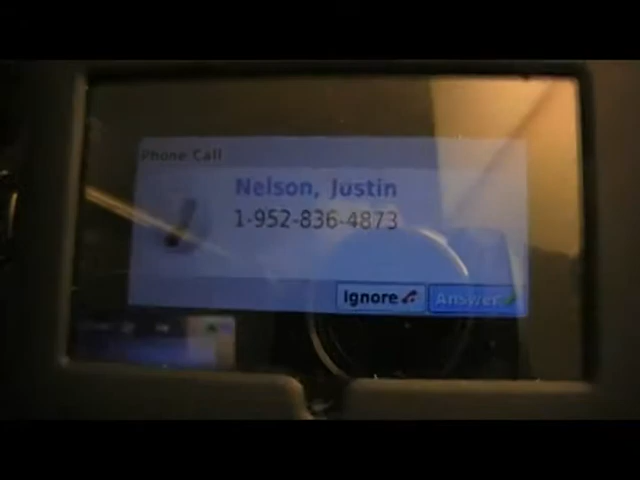 Phone Call
Nelson, Justin
1-952-836-4873
Ignore
Answer